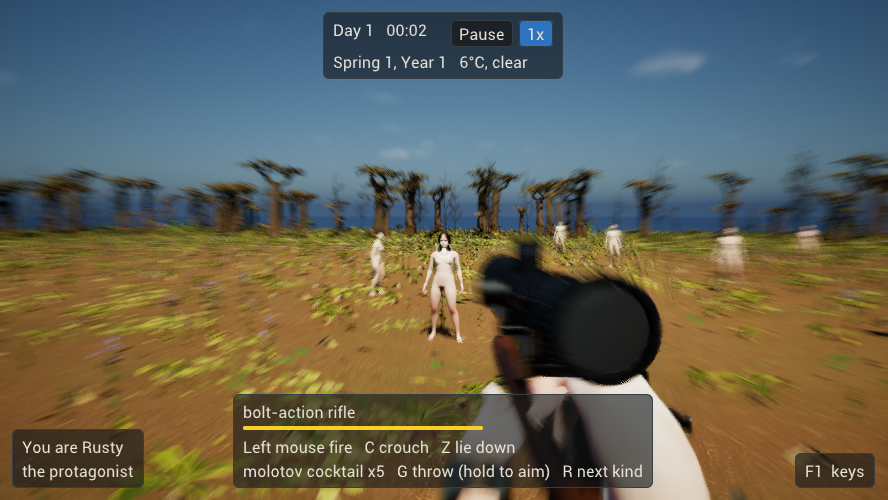 Day 1 00:02 Pause 1x
Spring 1, Year 1 6°C, clear
bolt-action rifle
Left mouse fire C crouch Z lie down
molotov cocktail x5 G throw (hold to aim) R next kind
You are Rusty
the protagonist
F1 keys